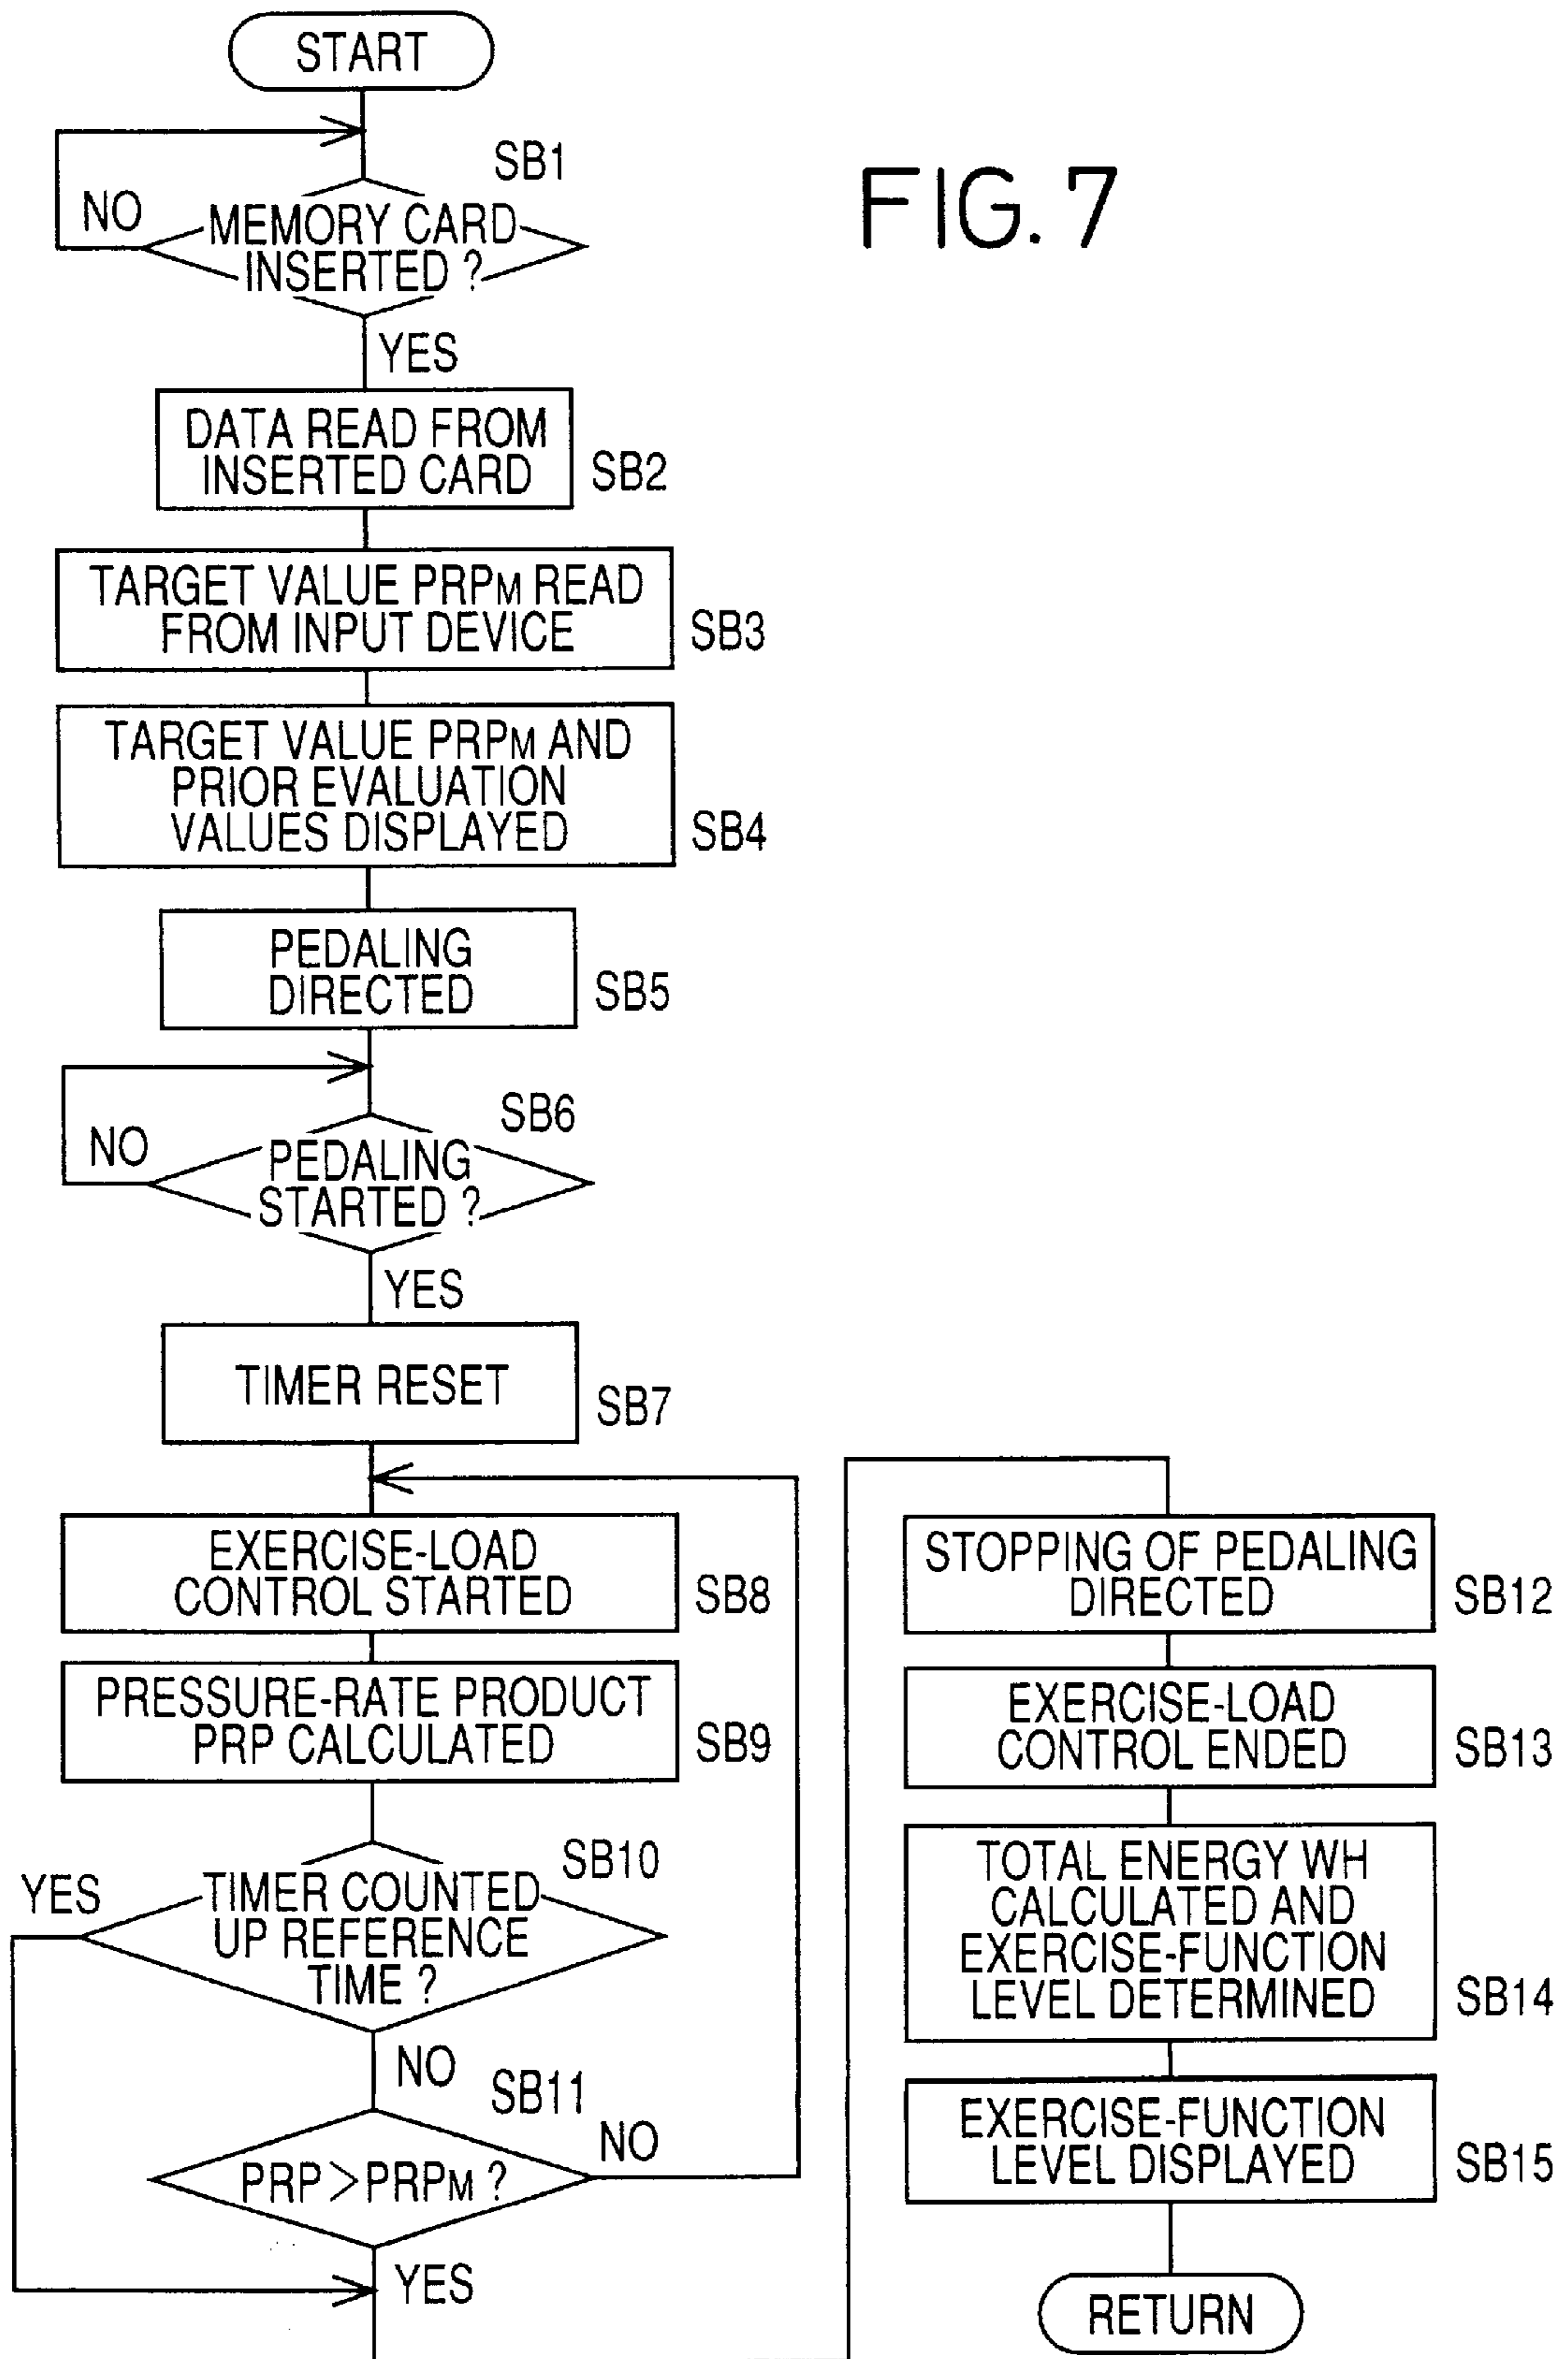 START
FIG. 7
SB1
NO
MEMORY CARD
INSERTED ?
YES
DATA READ FROM
INSERTED CARD
SB2
TARGET VALUE PRPM READ
FROM INPUT DEVICE
SB3
TARGET VALUE PRPM AND
PRIOR EVALUATION
VALUES DISPLAYED
SB4
PEDALING
DIRECTED
SB5
SB6
NO
PEDALING
STARTED ?
YES
TIMER RESET
SB7
EXERCISE-LOAD
CONTROL STARTED
SB8
PRESSURE-RATE PRODUCT
PRP CALCULATED
SB9
SB10
YES
TIMER COUNTED
UP REFERENCE
TIME ?
NO
SB11
NO
PRP>PRPM ?
YES
STOPPING OF PEDALING
DIRECTED
SB12
EXERCISE-LOAD
CONTROL ENDED
SB13
TOTAL ENERGY WH
CALCULATED AND
EXERCISE-FUNCTION
LEVEL DETERMINED
SB14
EXERCISE-FUNCTION
LEVEL DISPLAYED
SB15
RETURN